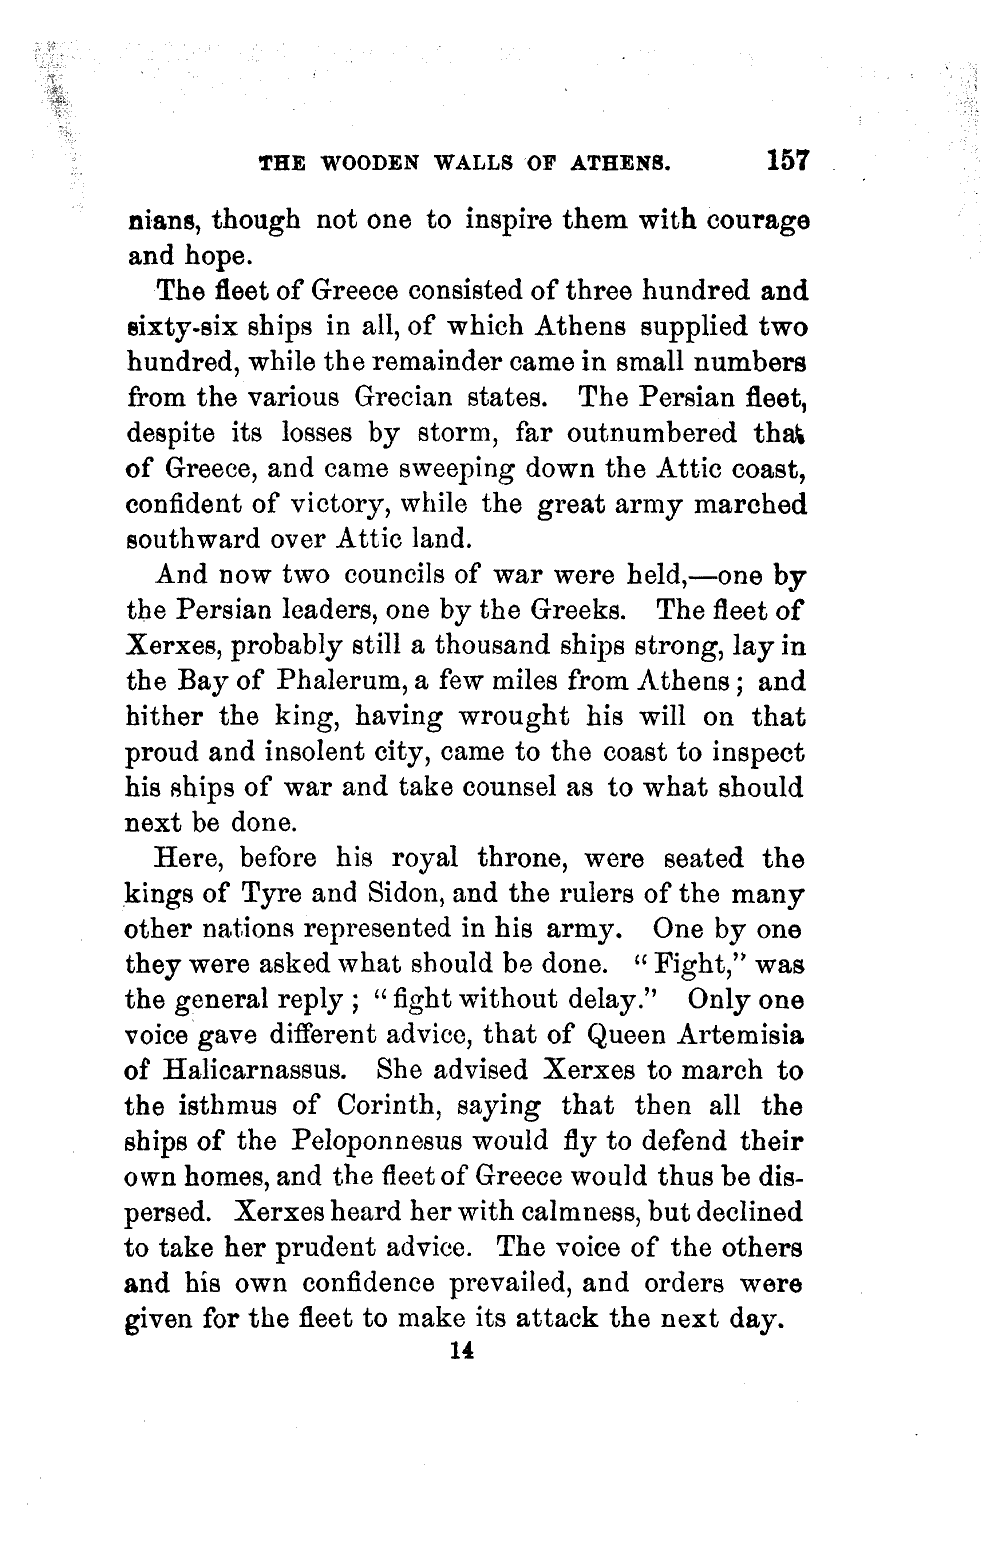 THE WOODEN WALLS OF ATHENS. 157
nians, though not one to inspire them with courage
and hope.
The fleet of Greece consisted of three hundred and
sixty-six ships in all, of which Athens supplied two
hundred, while the remainder came in small numbers
from the various Grecian states. The Persian fleet,
despite its losses by storm, far outnumbered that
of Greece, and came sweeping down the Attic coast,
confident of victory, while the great army marched
southward over Attic land.
And now two councils of war were held,—one by
the Persian leaders, one by the Greeks. The fleet of
Xerxes, probably still a thousand ships strong, lay in
the Bay of Phalerum, a few miles from Athens; and
hither the king, having wrought his will on that
proud and insolent city, came to the coast to inspect
his ships of war and take counsel as to what should
next be done.
Here, before his royal throne, were seated the
kings of Tyre and Sidon, and the rulers of the many
other nations represented in his army. One by one
they were asked what should be done. "Fight," was
the general reply; "fight without delay." Only one
voice gave different advice, that of Queen Artemisia
of Halicarnassus. She advised Xerxes to march to
the isthmus of Corinth, saying that then all the
ships of the Peloponnesus would fly to defend their
own homes, and the fleet of Greece would thus be dis-
persed. Xerxes heard her with calmness, but declined
to take her prudent advice. The voice of the others
and his own confidence prevailed, and orders were
given for the fleet to make its attack the next day.
14